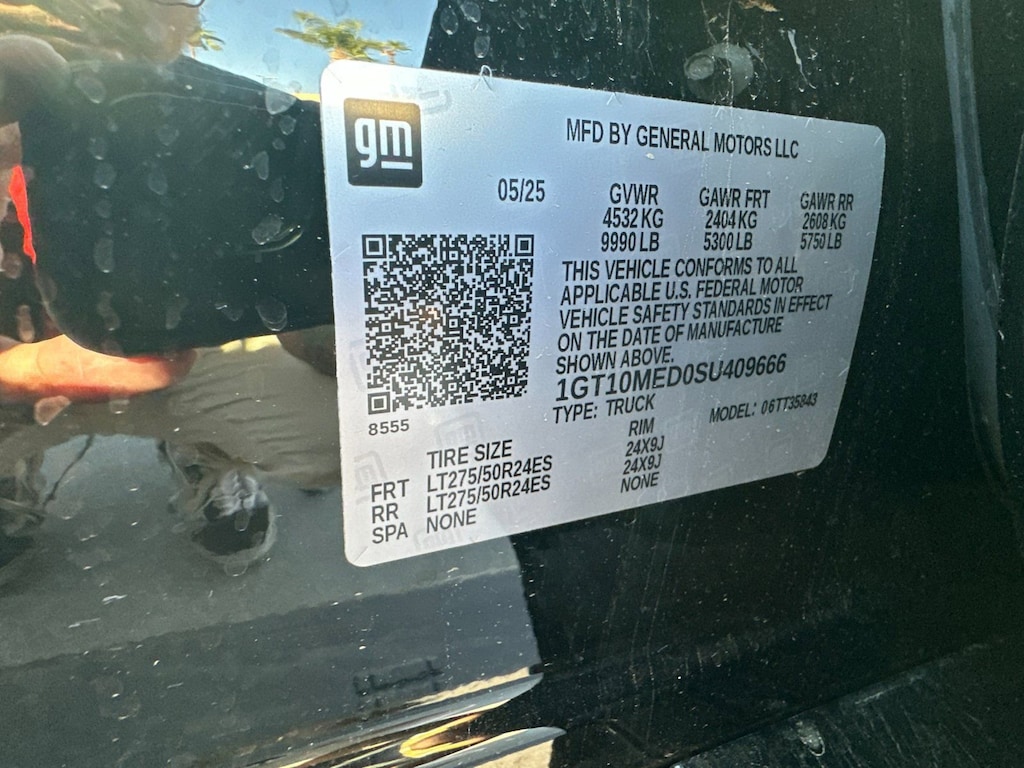 gm
MFD BY GENERAL MOTORS LLC
05/25 GVWR GAWR FRT GAWR RR
4532 KG 2404 KG 2608 KG
9990 LB 5300 LB 5750 LB
THIS VEHICLE CONFORMS TO ALL
APPLICABLE U.S. FEDERAL MOTOR
VEHICLE SAFETY STANDARDS IN EFFECT
ON THE DATE OF MANUFACTURE
SHOWN ABOVE.
1GT10MED0SU409666
TYPE: TRUCK MODEL: 06TT35843
8555
TIRE SIZE RIM
FRT LT275/50R24ES 24X9J
RR LT275/50R24ES 24X9J
SPA NONE NONE